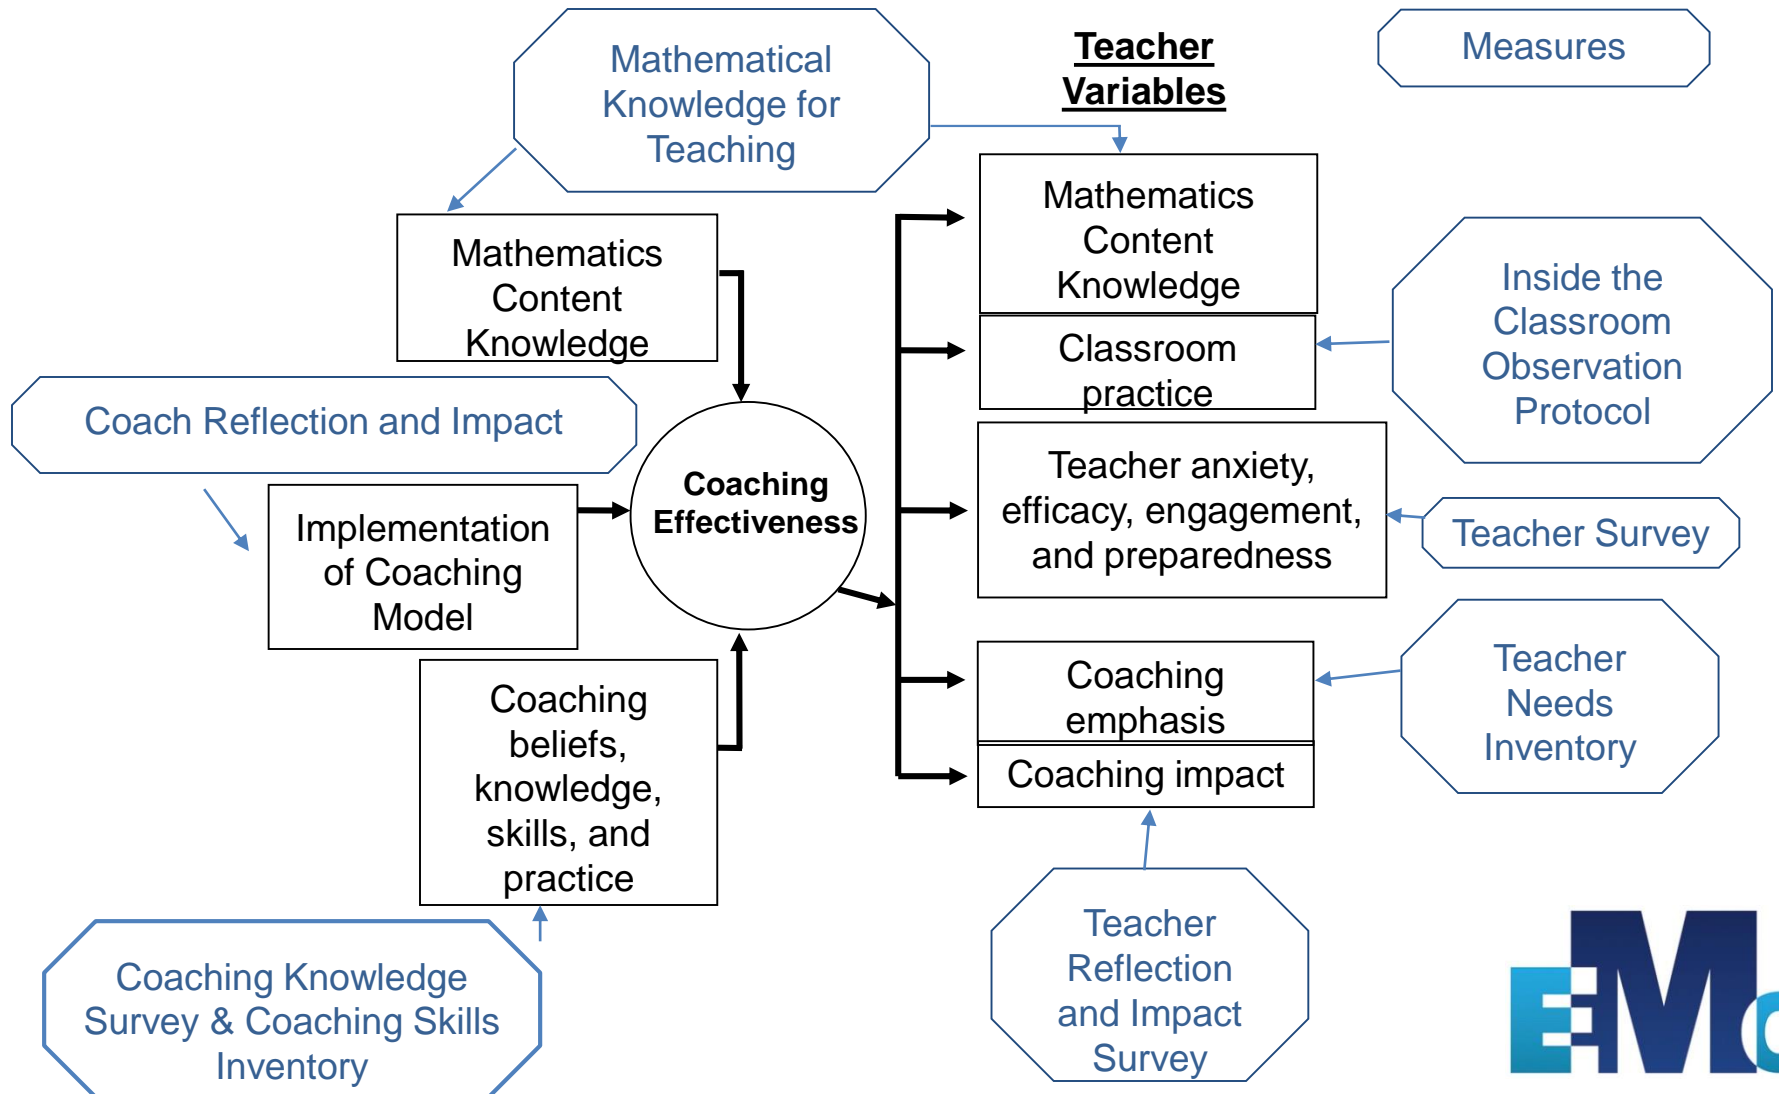 Mathematical
Knowledge for
Teaching
Teacher
Variables
Measures
Mathematics
Content
Knowledge
Mathematics
Content
Knowledge
Inside the
Classroom
Observation
Protocol
Classroom
practice
Coach Reflection and Impact
Coaching
Effectiveness
Teacher anxiety,
efficacy, engagement,
and preparedness
Teacher Survey
Implementation
of Coaching
Model
Coaching
emphasis
Teacher
Needs
Inventory
Coaching
beliefs,
knowledge,
skills, and
practice
Coaching impact
Teacher
Reflection
and Impact
Survey
Coaching Knowledge
Survey & Coaching Skills
Inventory
EM